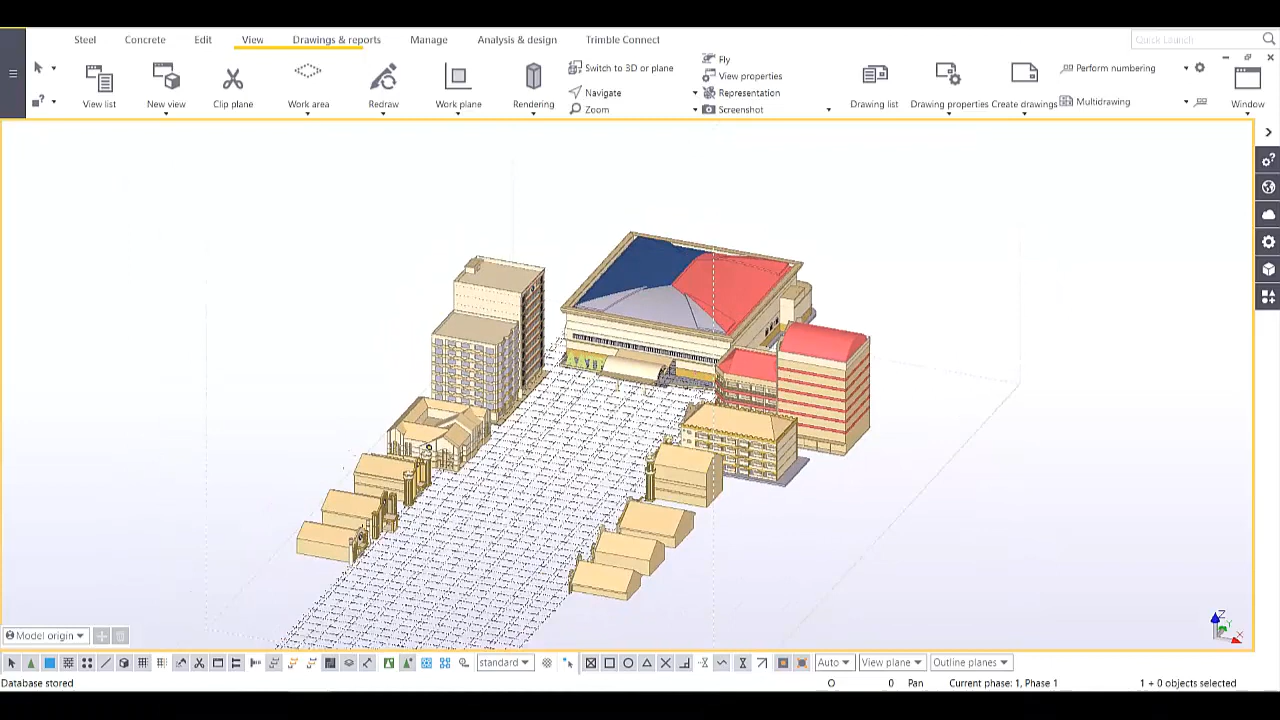 Steel Concrete Edit View Drawings & reports Manage Analysis & design Trimble Connect Quick Launch
View list New view Clip plane Work area Redraw Work plane Rendering
Switch to 3D or plane
Navigate
Zoom
Fly
View properties
Representation
Screenshot
Drawing list Drawing properties Create drawings
Perform numbering
Multidrawing
Window
Z
X
Model origin
standard Auto View plane Outline planes
Database stored O 0 Pan Current phase: 1, Phase 1 1 + 0 objects selected